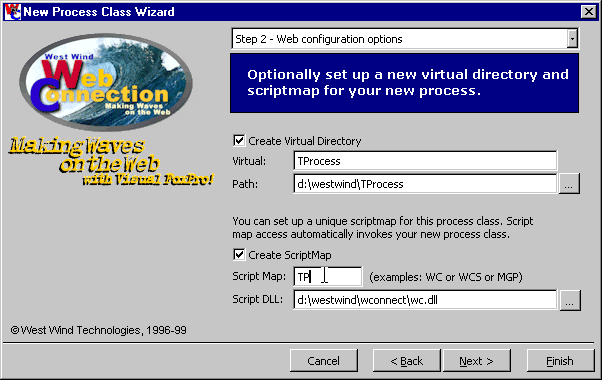 New Process Class Wizard
West Wind
Web
Connection
Making Waves
on the Web
Making Waves
on the Web
with Visual FoxPro!
Step 2 - Web configuration options
Optionally set up a new virtual directory and
scriptmap for your new process.
Create Virtual Directory
Virtual: TProcess
Path: d:\westwind\TProcess ...
You can set up a unique scriptmap for this process class. Script
map access automatically invokes your new process class.
Create ScriptMap
Script Map: TP (examples: WC or WCS or MGP)
Script DLL: d:\westwind\wconnect\wc.dll ...
© West Wind Technologies, 1996-99
Cancel < Back Next > Finish